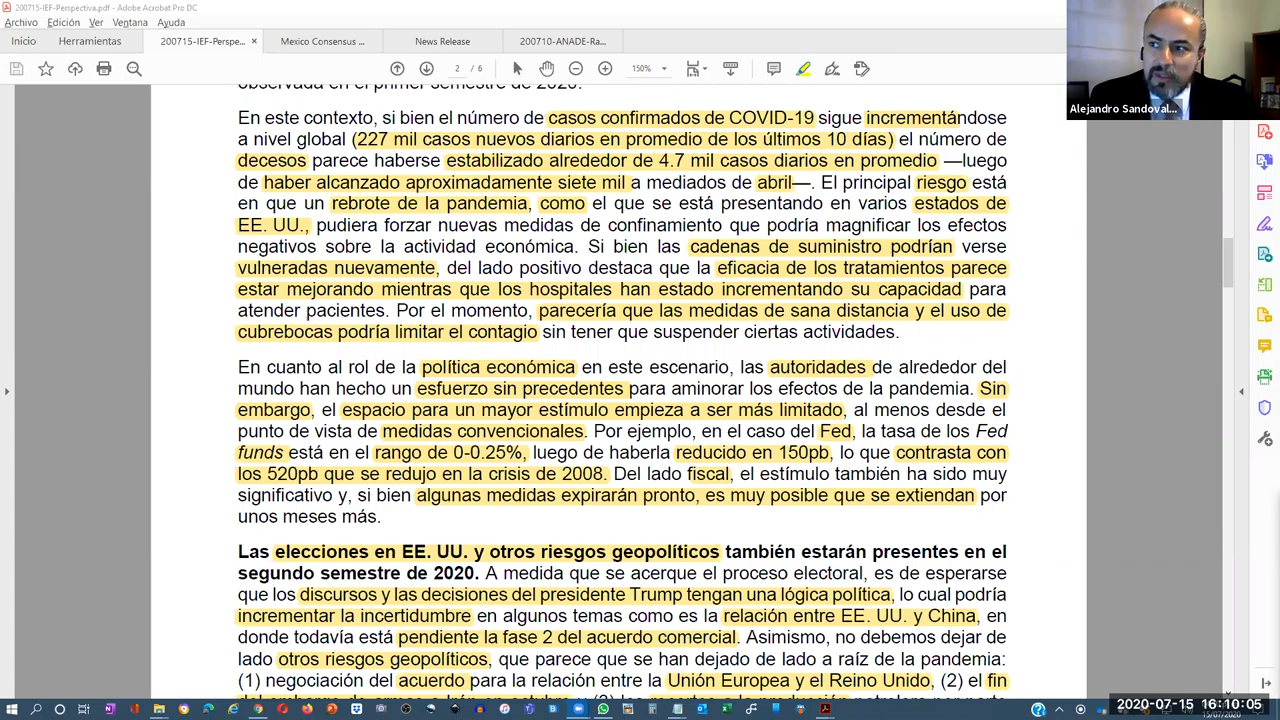 200715-IEF-Perspectiva.pdf - Adobe Acrobat Pro DC
Archivo Edición Ver Ventana Ayuda
Inicio Herramientas 200715-IEF-Perspe... × Mexico Consensus ... News Release 200710-ANADE-Ra...
2 / 6 150%
Alejandro Sandoval...
observada en el primer semestre de 2020.
En este contexto, si bien el número de casos confirmados de COVID-19 sigue incrementándose
a nivel global (227 mil casos nuevos diarios en promedio de los últimos 10 días) el número de
decesos parece haberse estabilizado alrededor de 4.7 mil casos diarios en promedio —luego
de haber alcanzado aproximadamente siete mil a mediados de abril—. El principal riesgo está
en que un rebrote de la pandemia, como el que se está presentando en varios estados de
EE. UU., pudiera forzar nuevas medidas de confinamiento que podría magnificar los efectos
negativos sobre la actividad económica. Si bien las cadenas de suministro podrían verse
vulneradas nuevamente, del lado positivo destaca que la eficacia de los tratamientos parece
estar mejorando mientras que los hospitales han estado incrementando su capacidad para
atender pacientes. Por el momento, parecería que las medidas de sana distancia y el uso de
cubrebocas podría limitar el contagio sin tener que suspender ciertas actividades.
En cuanto al rol de la política económica en este escenario, las autoridades de alrededor del
mundo han hecho un esfuerzo sin precedentes para aminorar los efectos de la pandemia. Sin
embargo, el espacio para un mayor estímulo empieza a ser más limitado, al menos desde el
punto de vista de medidas convencionales. Por ejemplo, en el caso del Fed, la tasa de los Fed
funds está en el rango de 0-0.25%, luego de haberla reducido en 150pb, lo que contrasta con
los 520pb que se redujo en la crisis de 2008. Del lado fiscal, el estímulo también ha sido muy
significativo y, si bien algunas medidas expirarán pronto, es muy posible que se extiendan por
unos meses más.
Las elecciones en EE. UU. y otros riesgos geopolíticos también estarán presentes en el
segundo semestre de 2020. A medida que se acerque el proceso electoral, es de esperarse
que los discursos y las decisiones del presidente Trump tengan una lógica política, lo cual podría
incrementar la incertidumbre en algunos temas como es la relación entre EE. UU. y China, en
donde todavía está pendiente la fase 2 del acuerdo comercial. Asimismo, no debemos dejar de
lado otros riesgos geopolíticos, que parece que se han dejado de lado a raíz de la pandemia:
(1) negociación del acuerdo para la relación entre la Unión Europea y el Reino Unido, (2) el fin
2020-07-15 16:10:05
15/07/2020